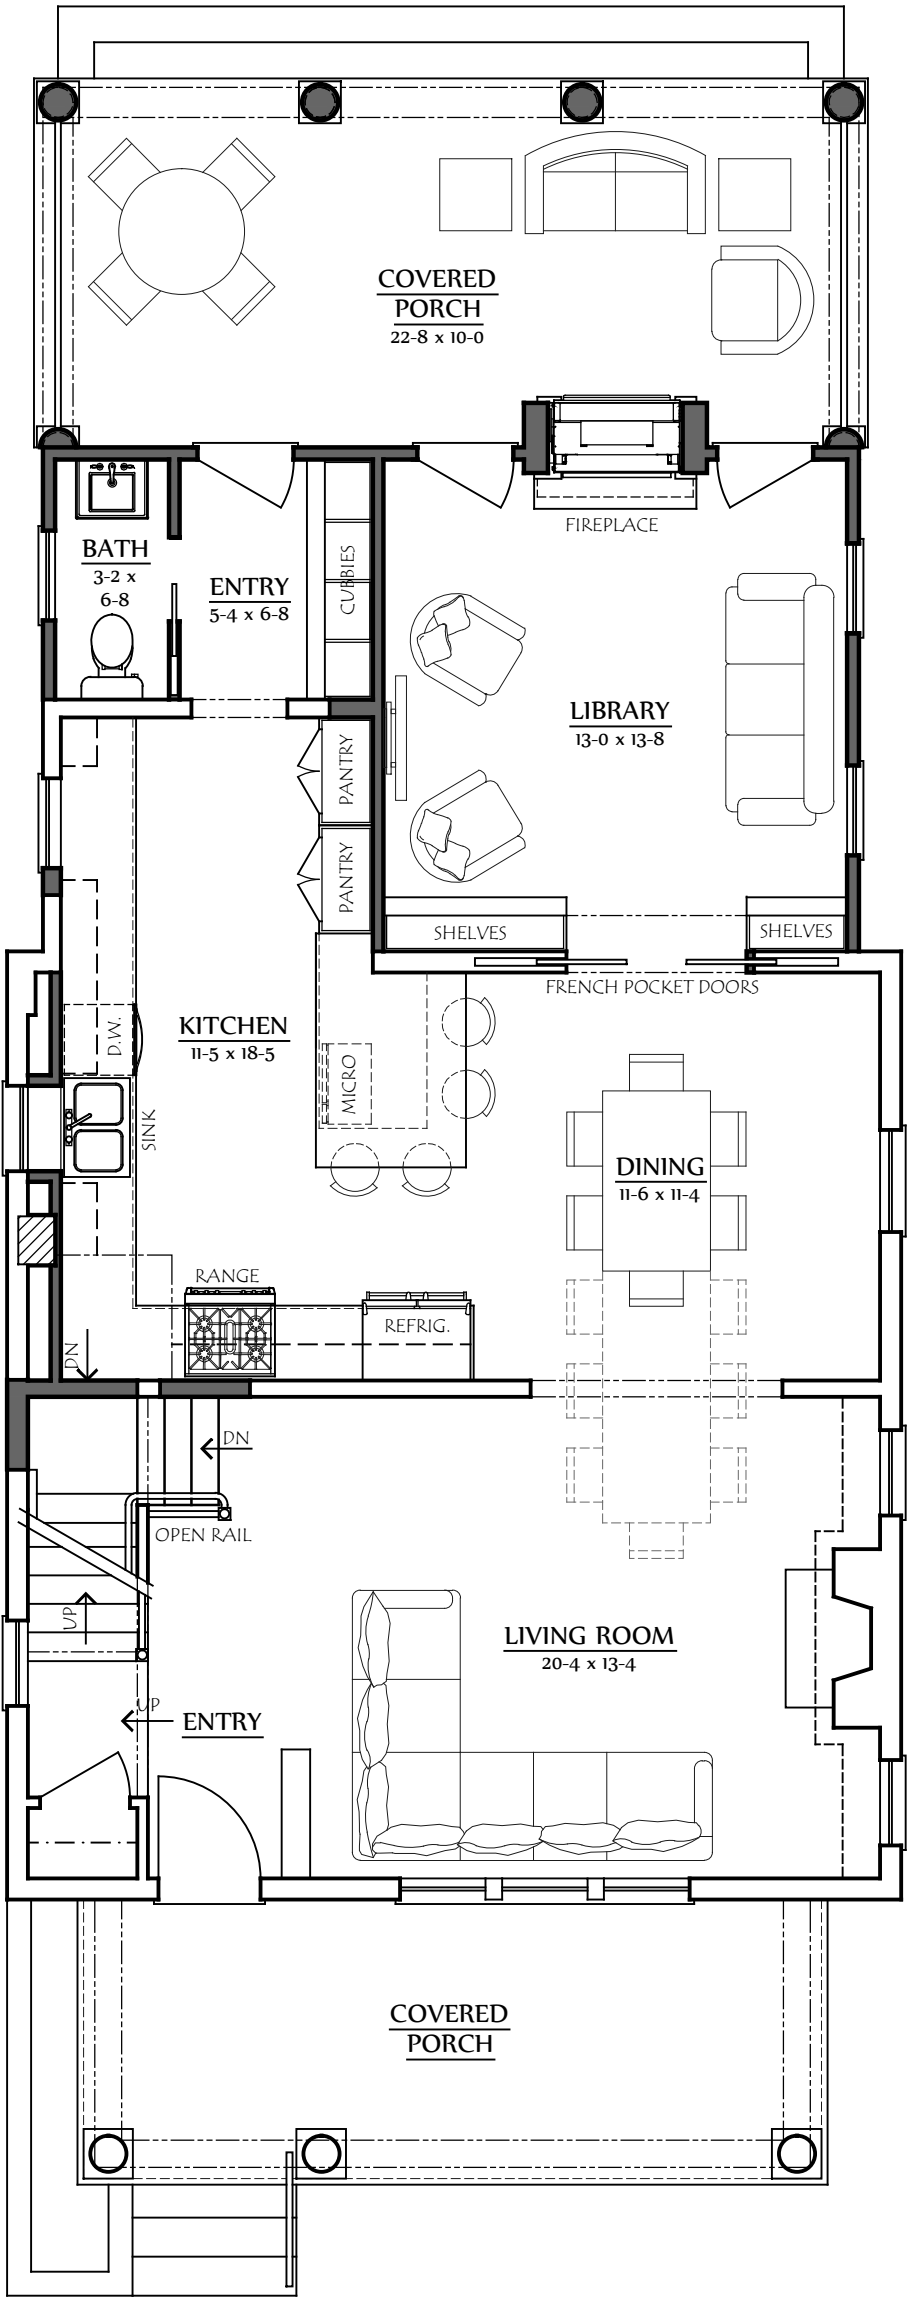 COVERED
PORCH
22-8 x 10-0
FIREPLACE
BATH
3-2 x
6-8
ENTRY
5-4 x 6-8
CUBBIES
LIBRARY
13-0 x 13-8
PANTRY
PANTRY
SHELVES
SHELVES
FRENCH POCKET DOORS
KITCHEN
11-5 x 18-5
D.W.
SINK
MICRO
DINING
11-6 x 11-4
RANGE
REFRIG.
DN
DN
OPEN RAIL
UP
LIVING ROOM
20-4 x 13-4
UP
ENTRY
COVERED
PORCH